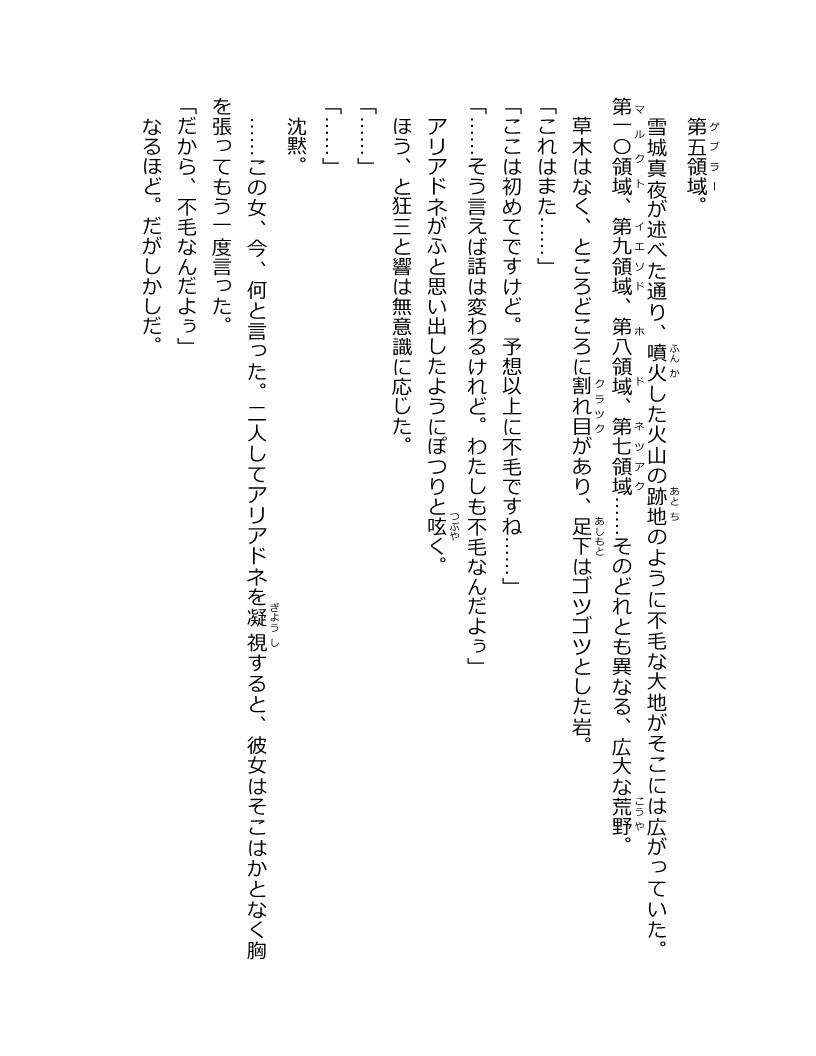 第五領域。
雪城真夜が述べた通り、噴火した火山の跡地のように不毛な大地がそこには広がっていた。
第一〇領域、第九領域、第八領域、第七領域……そのどれとも異なる、広大な荒野。
草木はなく、ところどころに割れ目があり、足下はゴツゴツとした岩。
「これはまた……」
「ここは初めてですけど。予想以上に不毛ですね……」
「……そう言えば話は変わるけれど。わたしも不毛なんだよぅ」
アリアドネがふと思い出したようにぽつりと呟く。
ほう、と狂三と響は無意識に応じた。
「……」
「……」
沈黙。
……この女、今、何と言った。二人してアリアドネを凝視すると、彼女はそこはかとなく胸
を張ってもう一度言った。
「だから、不毛なんだよぅ」
なるほど。だがしかしだ。